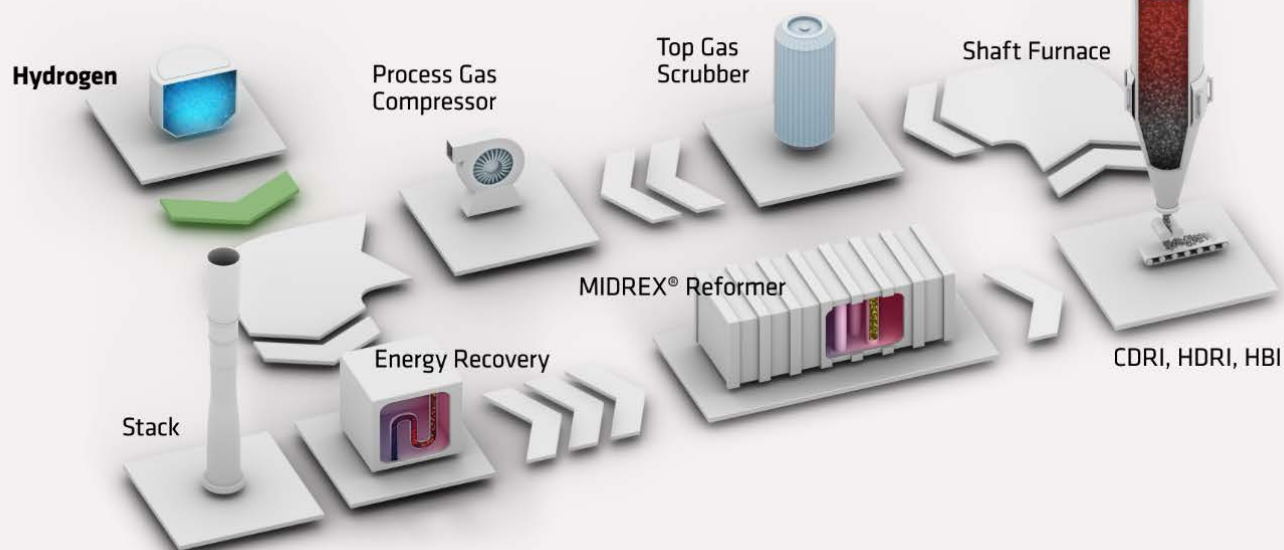 Hydrogen
Process Gas
Compressor
Top Gas
Scrubber
Shaft Furnace
MIDREX® Reformer
Energy Recovery
CDRI, HDRI, HBI
Stack